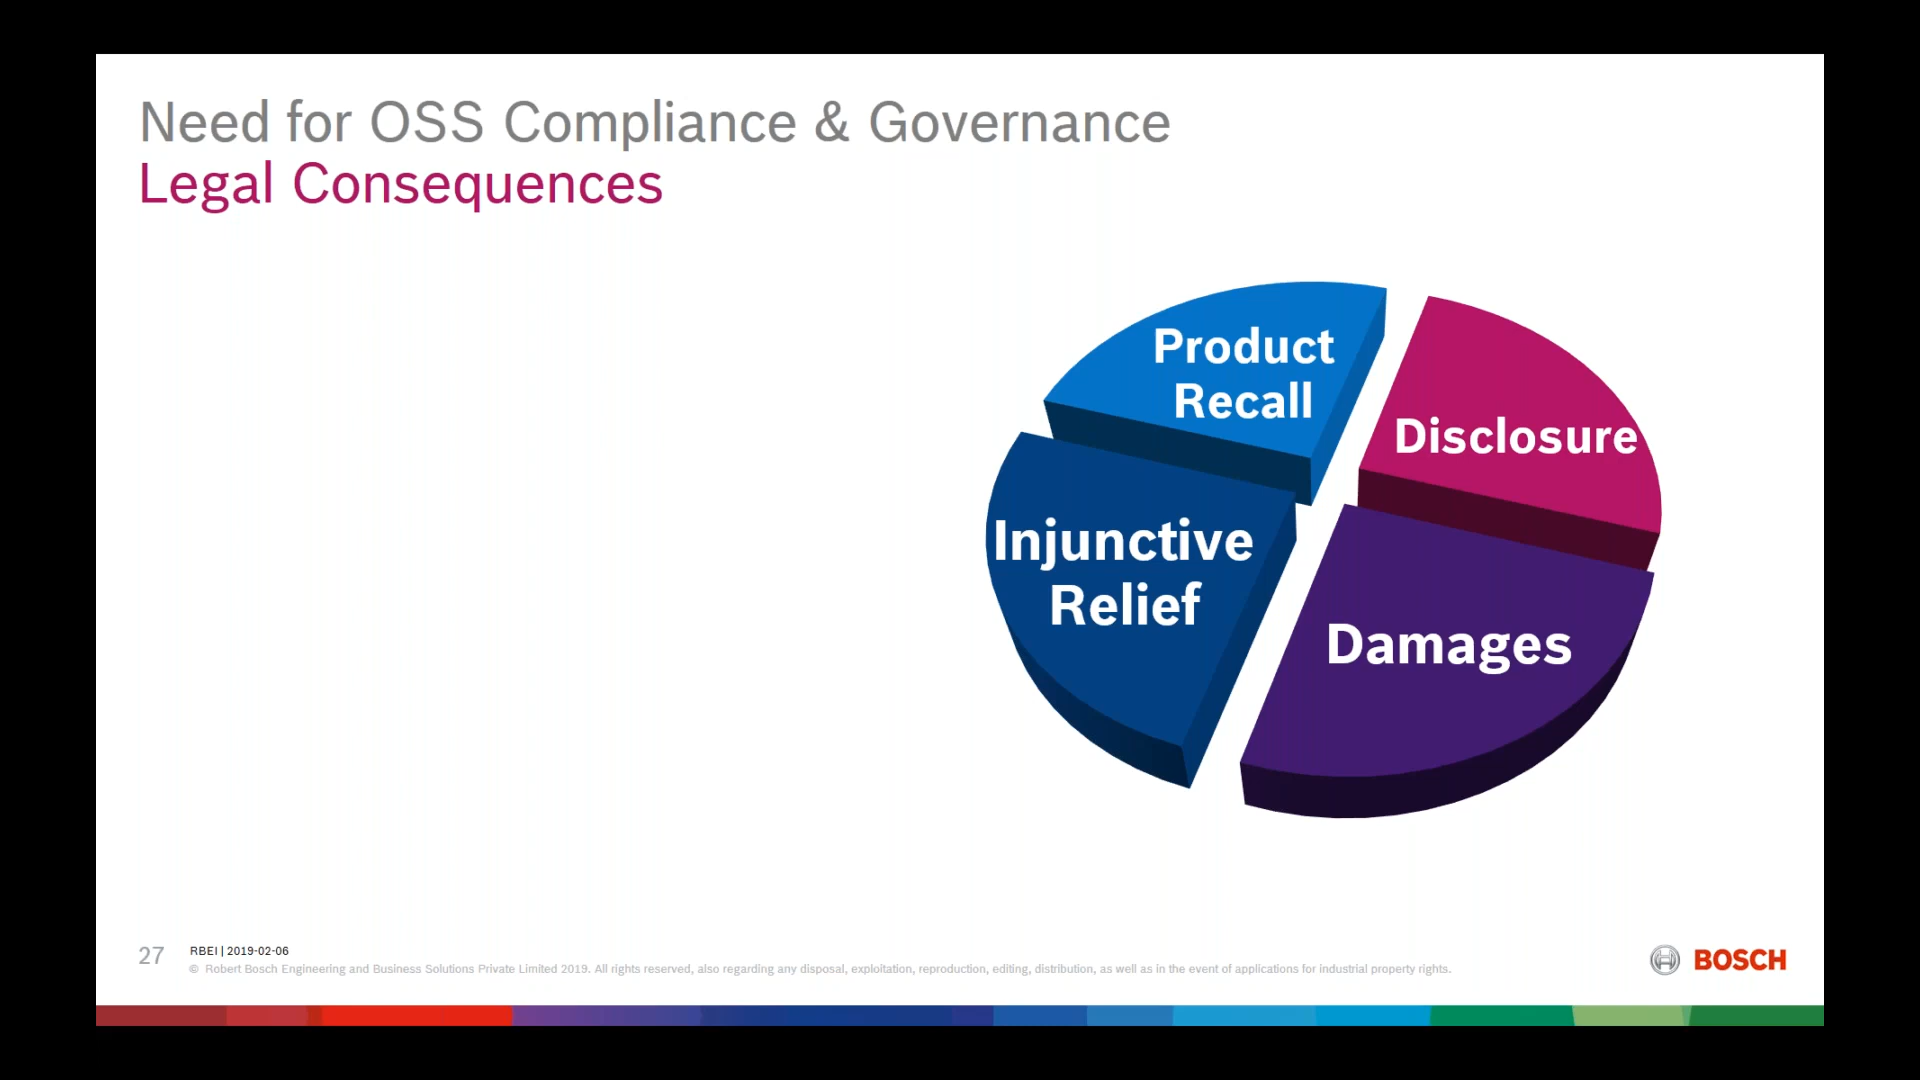 Need for OSS Compliance & Governance
Legal Consequences
Product
Recall
Disclosure
Injunctive
Relief
Damages
27
RBEI | 2019-02-06
© Robert Bosch Engineering and Business Solutions Private Limited 2019. All rights reserved, also regarding any disposal, exploitation, reproduction, editing, distribution, as well as in the event of applications for industrial property rights.
BOSCH